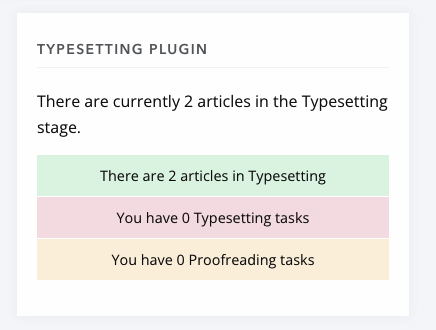 TYPESETTING PLUGIN
There are currently 2 articles in the Typesetting
stage.
There are 2 articles in Typesetting
You have 0 Typesetting tasks
You have 0 Proofreading tasks